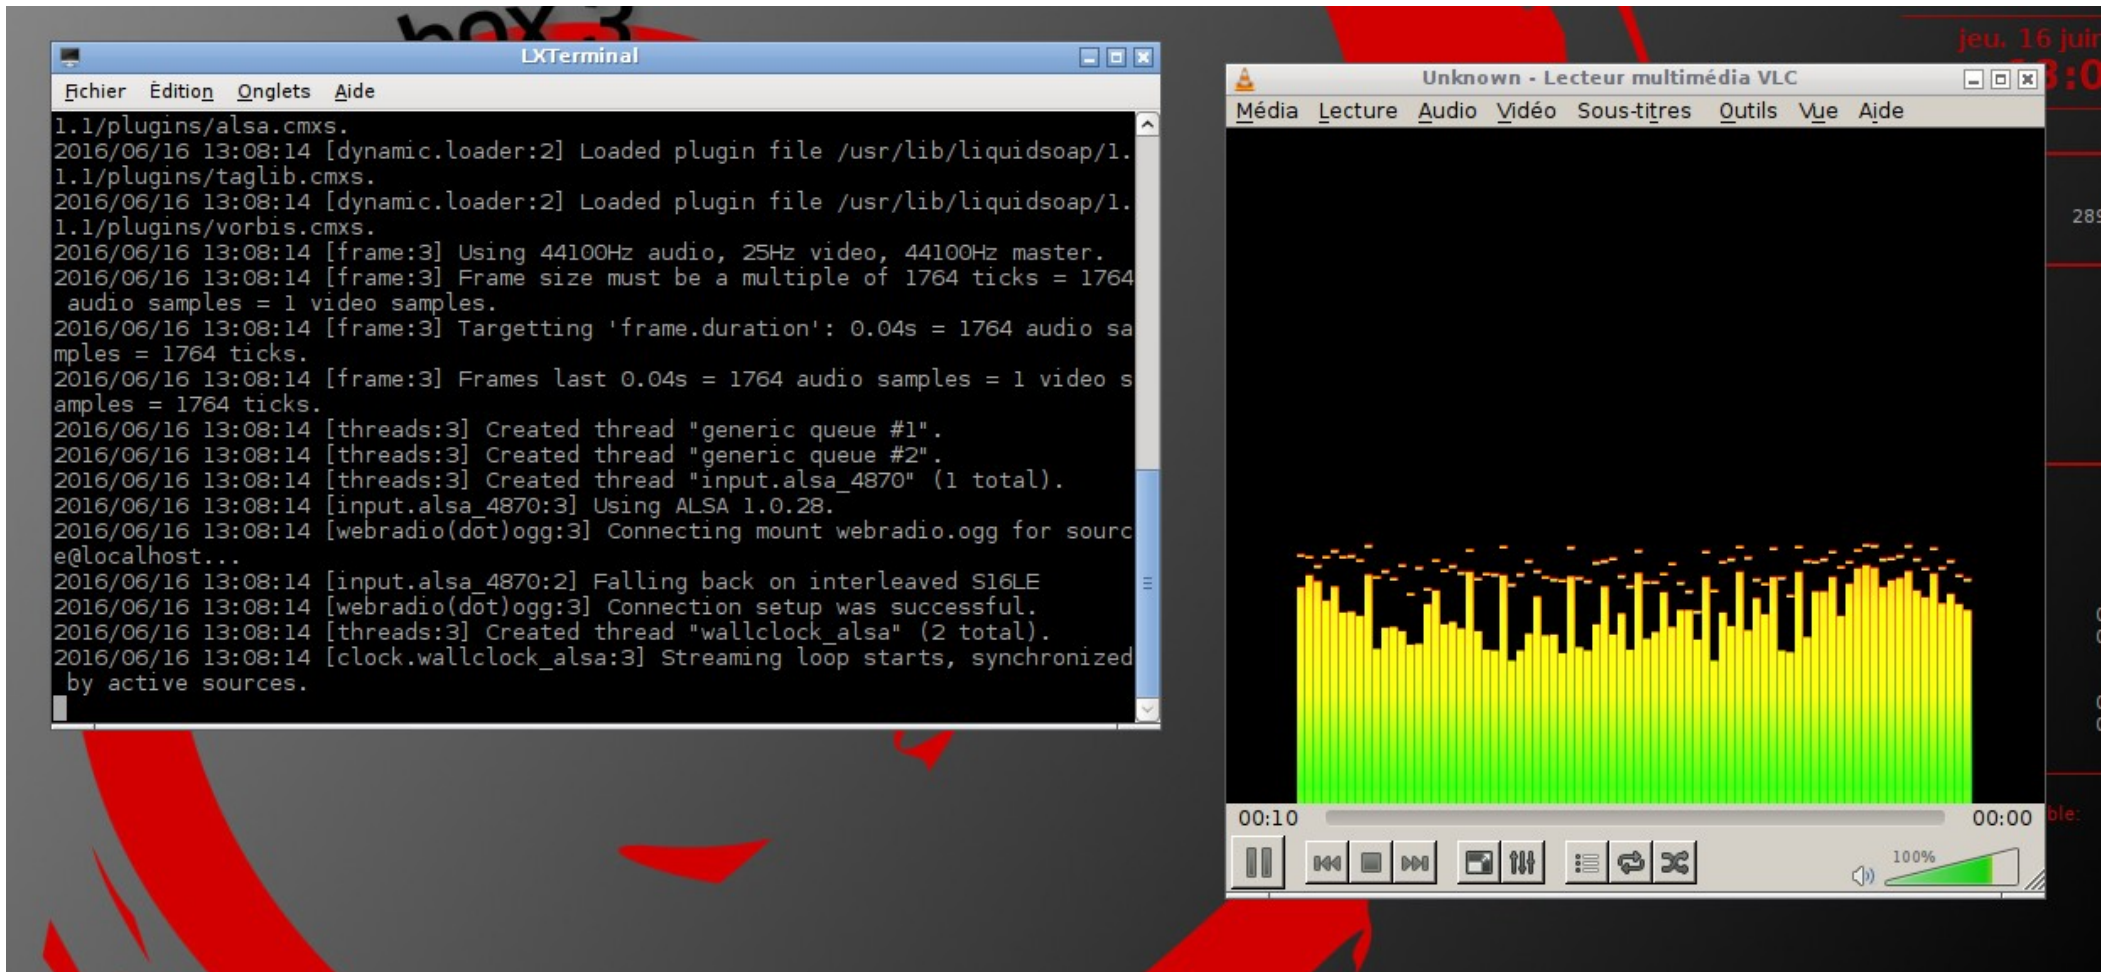 box 3
LXTerminal
Fichier Édition Onglets Aide
1.1/plugins/alsa.cmxs.
2016/06/16 13:08:14 [dynamic.loader:2] Loaded plugin file /usr/lib/liquidsoap/1.
1.1/plugins/taglib.cmxs.
2016/06/16 13:08:14 [dynamic.loader:2] Loaded plugin file /usr/lib/liquidsoap/1.
1.1/plugins/vorbis.cmxs.
2016/06/16 13:08:14 [frame:3] Using 44100Hz audio, 25Hz video, 44100Hz master.
2016/06/16 13:08:14 [frame:3] Frame size must be a multiple of 1764 ticks = 1764
audio samples = 1 video samples.
2016/06/16 13:08:14 [frame:3] Targetting 'frame.duration': 0.04s = 1764 audio sa
mples = 1764 ticks.
2016/06/16 13:08:14 [frame:3] Frames last 0.04s = 1764 audio samples = 1 video s
amples = 1764 ticks.
2016/06/16 13:08:14 [threads:3] Created thread "generic queue #1".
2016/06/16 13:08:14 [threads:3] Created thread "generic queue #2".
2016/06/16 13:08:14 [threads:3] Created thread "input.alsa_4870" (1 total).
2016/06/16 13:08:14 [input.alsa_4870:3] Using ALSA 1.0.28.
2016/06/16 13:08:14 [webradio(dot)ogg:3] Connecting mount webradio.ogg for sourc
e@localhost...
2016/06/16 13:08:14 [input.alsa_4870:2] Falling back on interleaved S16LE
2016/06/16 13:08:14 [webradio(dot)ogg:3] Connection setup was successful.
2016/06/16 13:08:14 [threads:3] Created thread "wallclock_alsa" (2 total).
2016/06/16 13:08:14 [clock.wallclock_alsa:3] Streaming loop starts, synchronized
by active sources.
Unknown - Lecteur multimédia VLC
Média Lecture Audio Vidéo Sous-titres Outils Vue Aide
00:10 00:00
100%
jeu. 16 juin
3:0
289
ble: